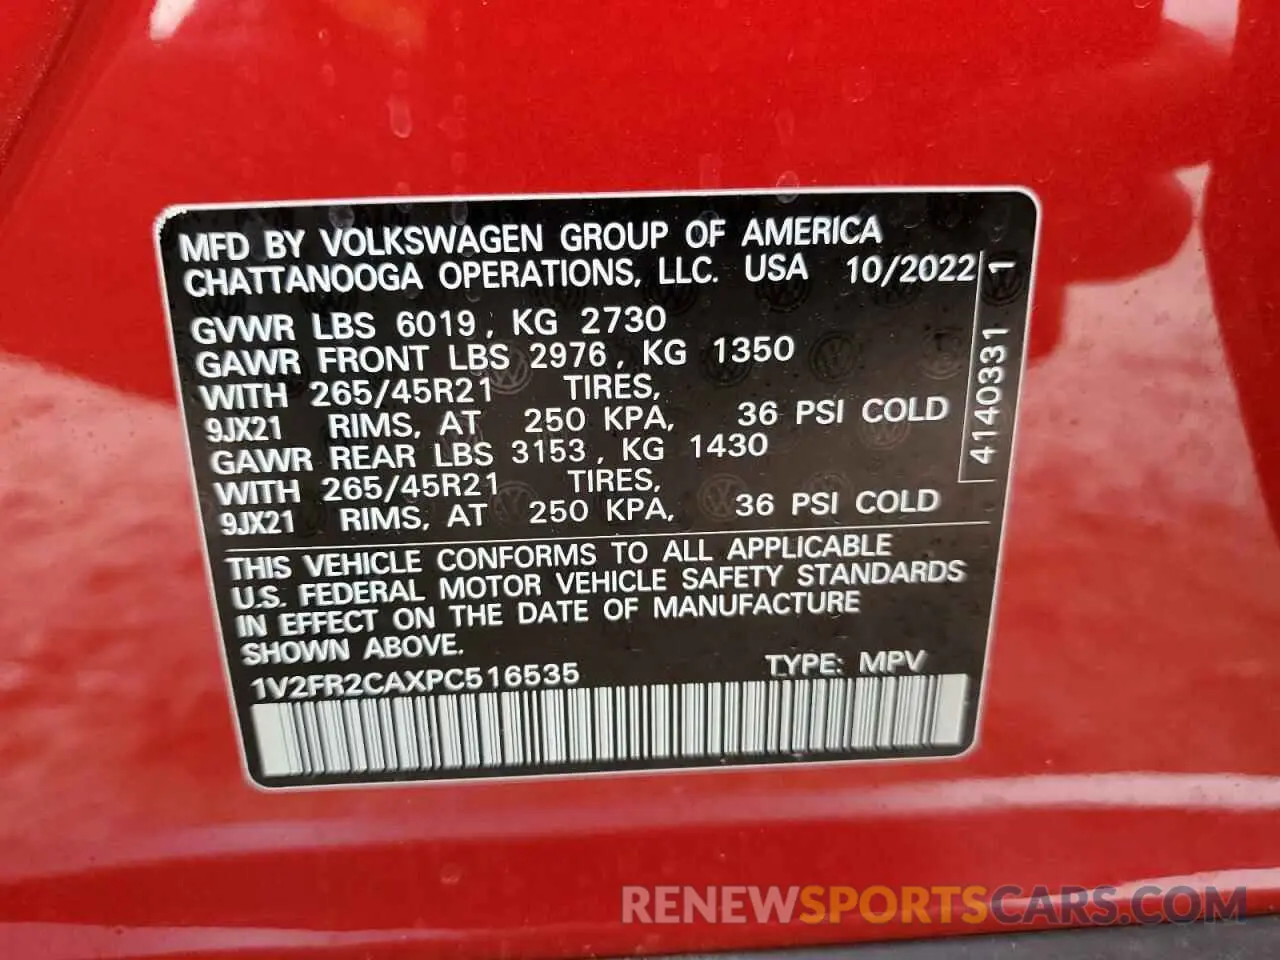 MFD BY VOLKSWAGEN GROUP OF AMERICA
CHATTANOOGA OPERATIONS, LLC. USA 10/2022
GVWR LBS 6019, KG 2730
GAWR FRONT LBS 2976, KG 1350
WITH 265/45R21 TIRES,
9JX21 RIMS, AT 250 KPA, 36 PSI COLD
GAWR REAR LBS 3153, KG 1430
WITH 265/45R21 TIRES,
9JX21 RIMS, AT 250 KPA, 36 PSI COLD
4140331 1
THIS VEHICLE CONFORMS TO ALL APPLICABLE
U.S. FEDERAL MOTOR VEHICLE SAFETY STANDARDS
IN EFFECT ON THE DATE OF MANUFACTURE
SHOWN ABOVE.
1V2FR2CAXPC516535 TYPE: MPV
RENEWSPORTSCARS.COM